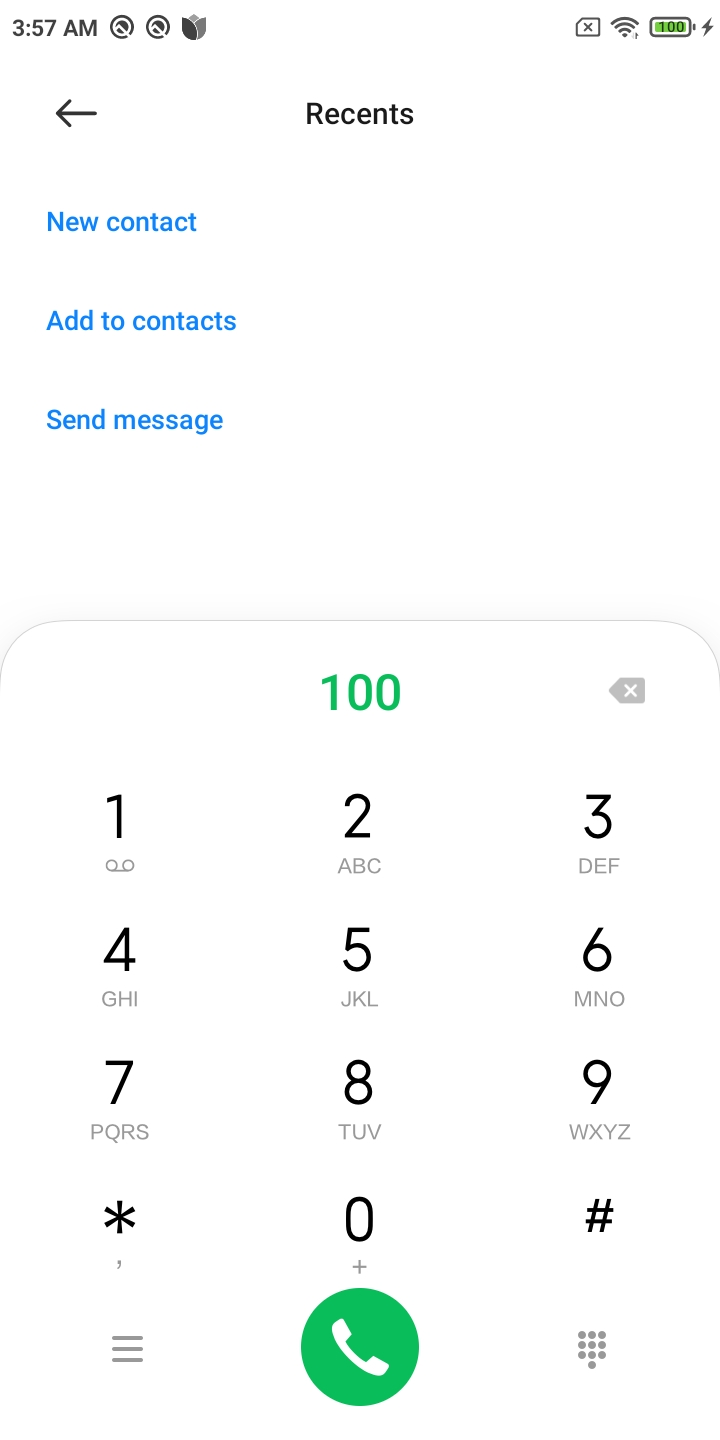 3:57 AM
100
Recents
New contact
Add to contacts
Send message
100
1 2 3
ABC DEF
4 5 6
GHI JKL MNO
7 8 9
PQRS TUV WXYZ
* 0 #
, +